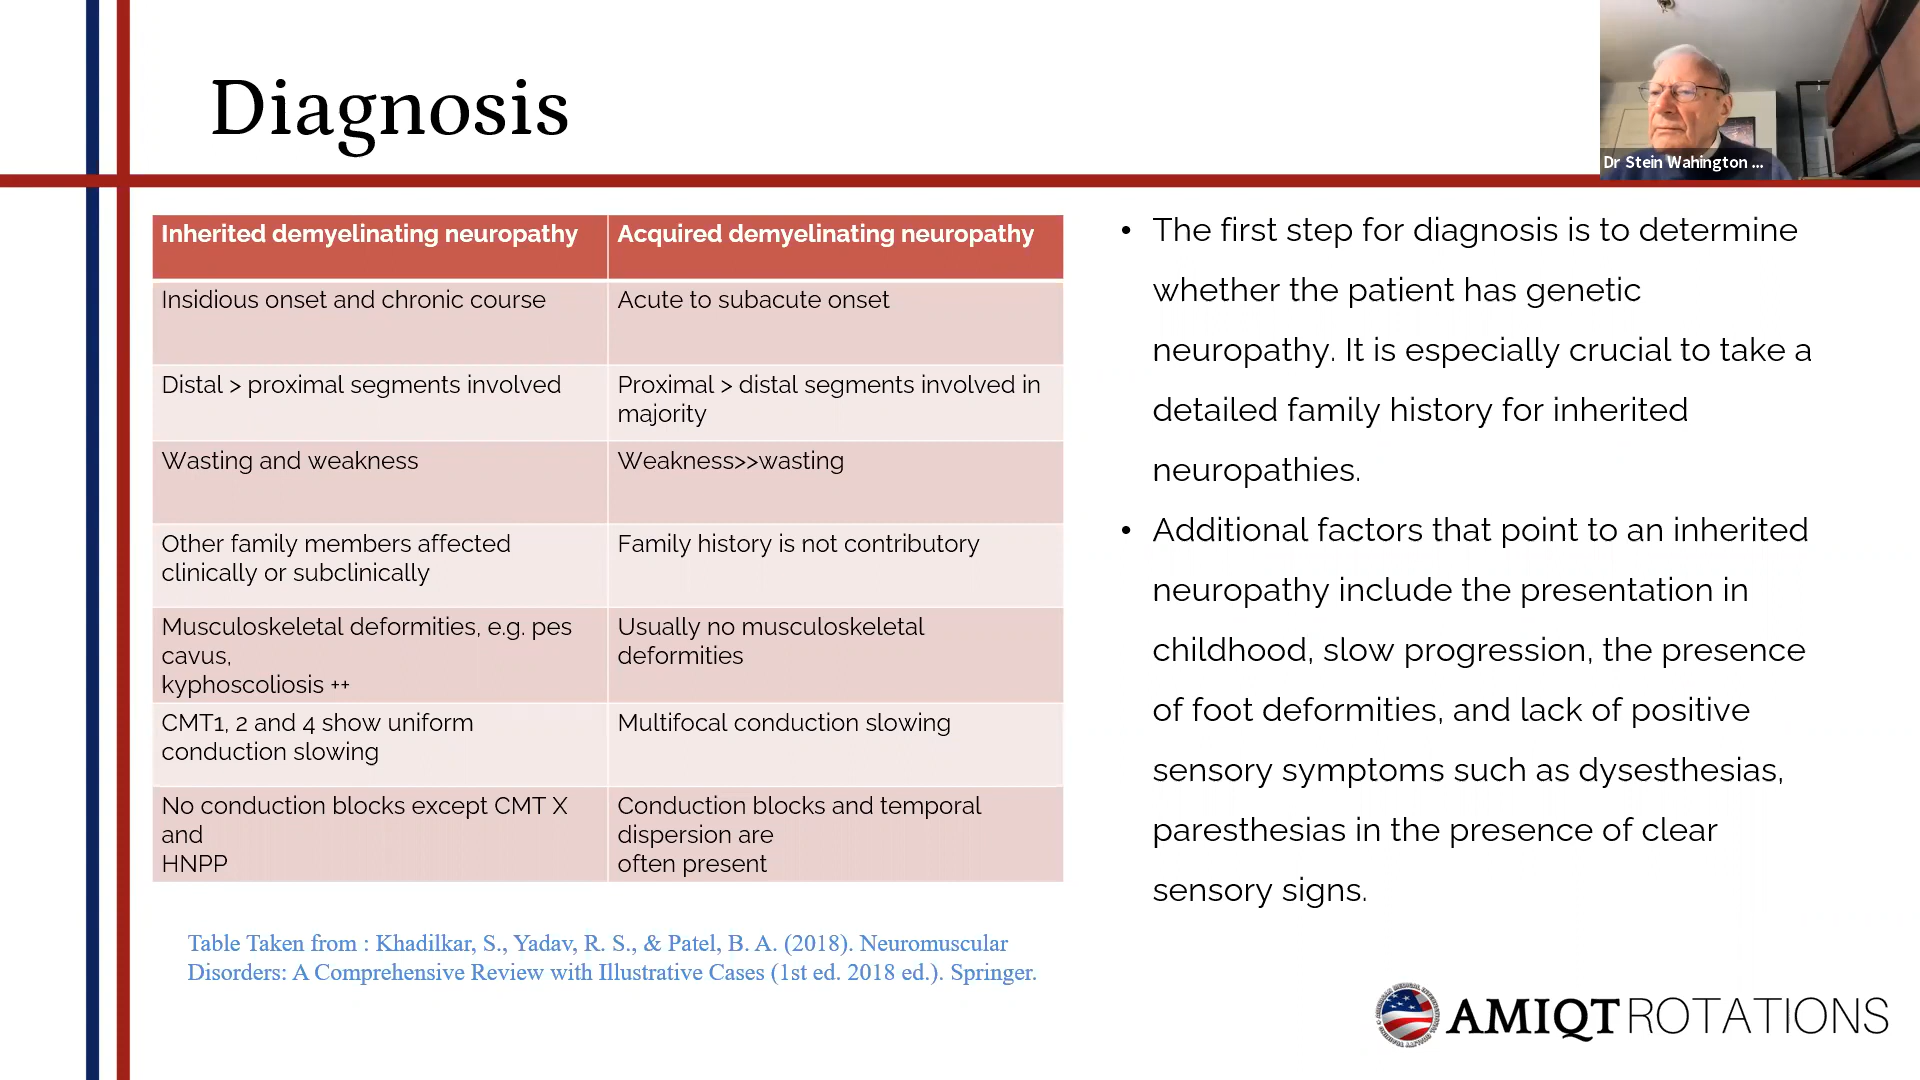 Diagnosis
Dr Stein Wahington ...
Inherited demyelinating neuropathy
Acquired demyelinating neuropathy
Insidious onset and chronic course
Acute to subacute onset
Distal > proximal segments involved
Proximal > distal segments involved in
majority
Wasting and weakness
Weakness>>wasting
Other family members affected
clinically or subclinically
Family history is not contributory
Musculoskeletal deformities, e.g. pes
cavus,
kyphoscoliosis ++
Usually no musculoskeletal
deformities
CMT1, 2 and 4 show uniform
conduction slowing
Multifocal conduction slowing
No conduction blocks except CMT X
and
HNPP
Conduction blocks and temporal
dispersion are
often present
Table Taken from : Khadilkar, S., Yadav, R. S., & Patel, B. A. (2018). Neuromuscular
Disorders: A Comprehensive Review with Illustrative Cases (1st ed. 2018 ed.). Springer.
• The first step for diagnosis is to determine
whether the patient has genetic
neuropathy. It is especially crucial to take a
detailed family history for inherited
neuropathies.
• Additional factors that point to an inherited
neuropathy include the presentation in
childhood, slow progression, the presence
of foot deformities, and lack of positive
sensory symptoms such as dysesthesias,
paresthesias in the presence of clear
sensory signs.
AMIQT ROTATIONS